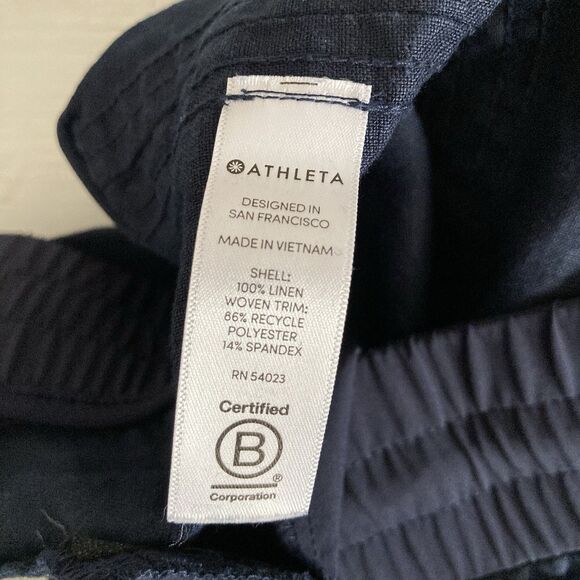 ATHLETA
DESIGNED IN
SAN FRANCISCO
MADE IN VIETNAM
SHELL:
100% LINEN
WOVEN TRIM:
86% RECYCLE
POLYESTER
14% SPANDEX
RN 54023
Certified
B
®
Corporation